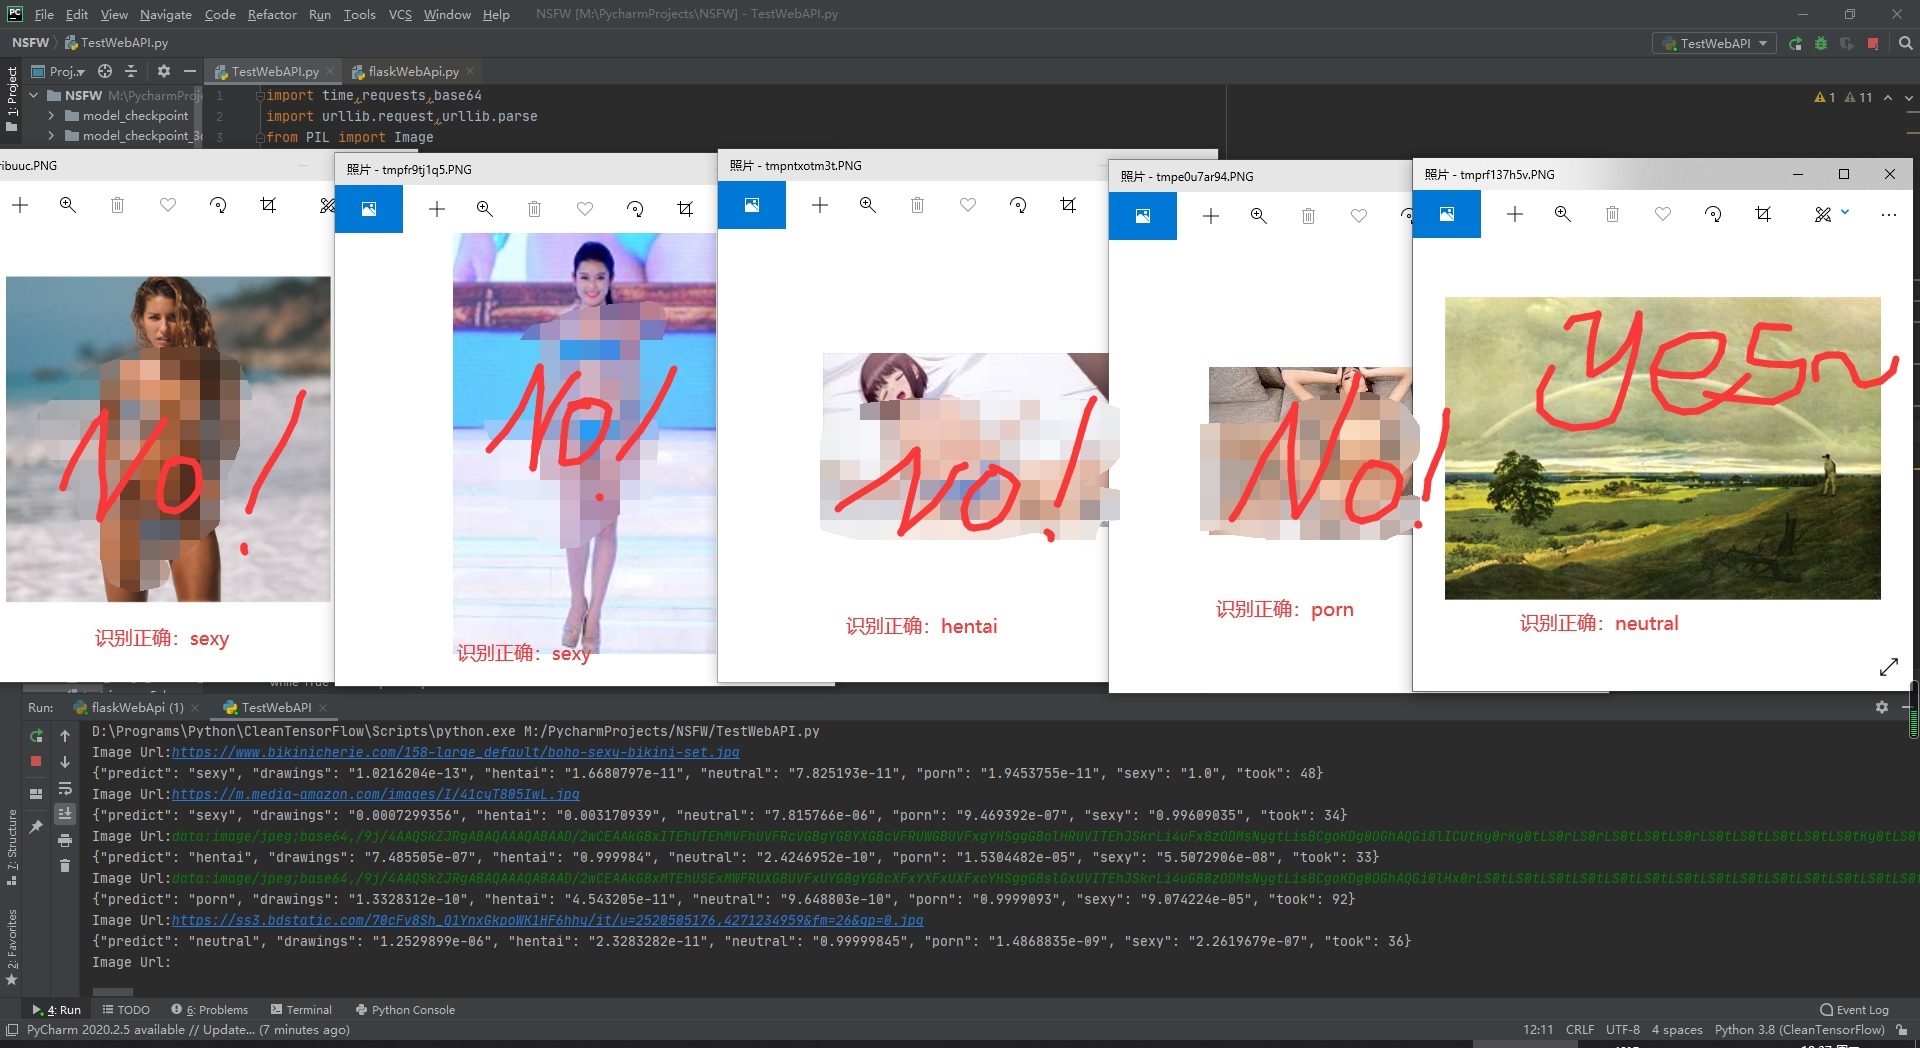 File Edit View Navigate Code Refactor Run Tools VCS Window Help NSFW [M:\PycharmProjects\NSFW] - TestWebAPI.py
NSFW TestWebAPI.py TestWebAPI
Proj... TestWebAPI.py flaskWebApi.py
1: Project
NSFW M:\PycharmProj
model_checkpoint
model_checkpoint_3
1 import time,requests,base64
2 import urllib.request,urllib.parse
3 from PIL import Image
1 11
ribuuc.PNG
照片 - tmpfr9tj1q5.PNG
照片 - tmpntxotm3t.PNG
照片 - tmpe0u7ar94.PNG
照片 - tmprf137h5v.PNG
No!
No!
No!
No!
yes~
识别正确：sexy
识别正确：sexy
识别正确：hentai
识别正确：porn
识别正确：neutral
while True
Run: flaskWebApi (1) TestWebAPI
D:\Programs\Python\CleanTensorFlow\Scripts\python.exe M:/PycharmProjects/NSFW/TestWebAPI.py
Image Url:https://www.bikinicherie.com/158-large_default/boho-sexy-bikini-set.jpg
{"predict": "sexy", "drawings": "1.0216204e-13", "hentai": "1.6680797e-11", "neutral": "7.825193e-11", "porn": "1.9453755e-11", "sexy": "1.0", "took": 48}
Image Url:https://m.media-amazon.com/images/I/41cyT805IwL.jpg
{"predict": "sexy", "drawings": "0.0007299356", "hentai": "0.003170939", "neutral": "7.815766e-06", "porn": "9.469392e-07", "sexy": "0.99609035", "took": 34}
Image Url:data:image/jpeg;base64,/9j/4AAQSkZJRgABAQAAAQABAAD/
{"predict": "hentai", "drawings": "7.485505e-07", "hentai": "0.999984", "neutral": "2.4246952e-10", "porn": "1.5304482e-05", "sexy": "5.5072906e-08", "took": 33}
Image Url:data:image/jpeg;base64,/9j/4AAQSkZJRgABAQAAAQABAAD/
{"predict": "porn", "drawings": "1.3328312e-10", "hentai": "4.543205e-11", "neutral": "9.648803e-10", "porn": "0.9999093", "sexy": "9.074224e-05", "took": 92}
Image Url:https://ss3.bdstatic.com/70cFv8Sh_Q1YnxGkpoWK1HF6hhy/it/u=2520505176,4271234959&fm=26&gp=0.jpg
{"predict": "neutral", "drawings": "1.2529899e-06", "hentai": "2.3283282e-11", "neutral": "0.99999845", "porn": "1.4868835e-09", "sexy": "2.2619679e-07", "took": 36}
Image Url:
7: Structure
2: Favorites
4: Run TODO 6: Problems Terminal Python Console Event Log
PyCharm 2020.2.5 available // Update... (7 minutes ago) 12:11 CRLF UTF-8 4 spaces Python 3.8 (CleanTensorFlow)